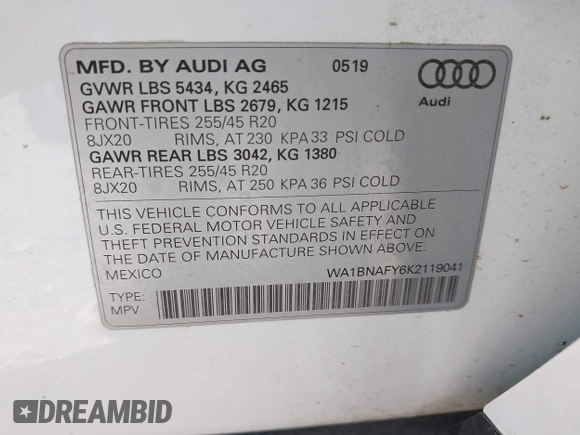 MFD. BY AUDI AG 0519
GVWR LBS 5434, KG 2465
GAWR FRONT LBS 2679, KG 1215
FRONT-TIRES 255/45 R20
8JX20 RIMS, AT 230 KPA 33 PSI COLD
GAWR REAR LBS 3042, KG 1380
REAR-TIRES 255/45 R20
8JX20 RIMS, AT 250 KPA 36 PSI COLD
Audi
THIS VEHICLE CONFORMS TO ALL APPLICABLE
U.S. FEDERAL MOTOR VEHICLE SAFETY AND
THEFT PREVENTION STANDARDS IN EFFECT ON
THE DATE OF MANUFACTURE SHOWN ABOVE.
MEXICO WA1BNAFY6K2119041
TYPE:
MPV
DREAMBID